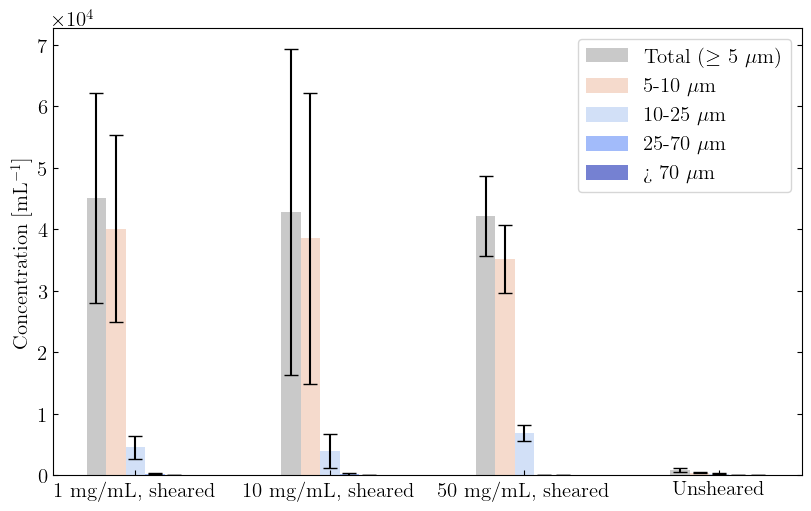 ×10⁴
7
6
5
4
3
2
1
0
Concentration [mL⁻¹]
Total (≥ 5 μm)
5-10 μm
10-25 μm
25-70 μm
¿ 70 μm
1 mg/mL, sheared
10 mg/mL, sheared
50 mg/mL, sheared
Unsheared